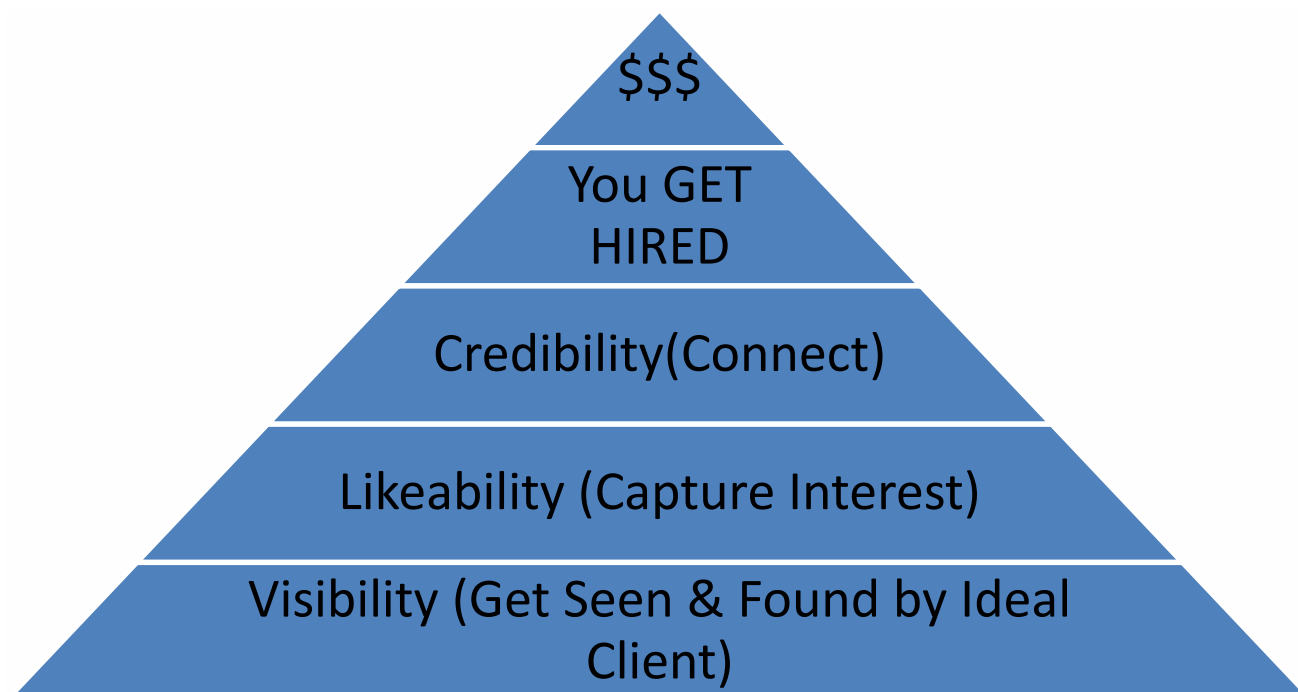 $$$
You GET
HIRED
Credibility(Connect)
Likeability (Capture Interest)
Visibility (Get Seen & Found by Ideal
Client)